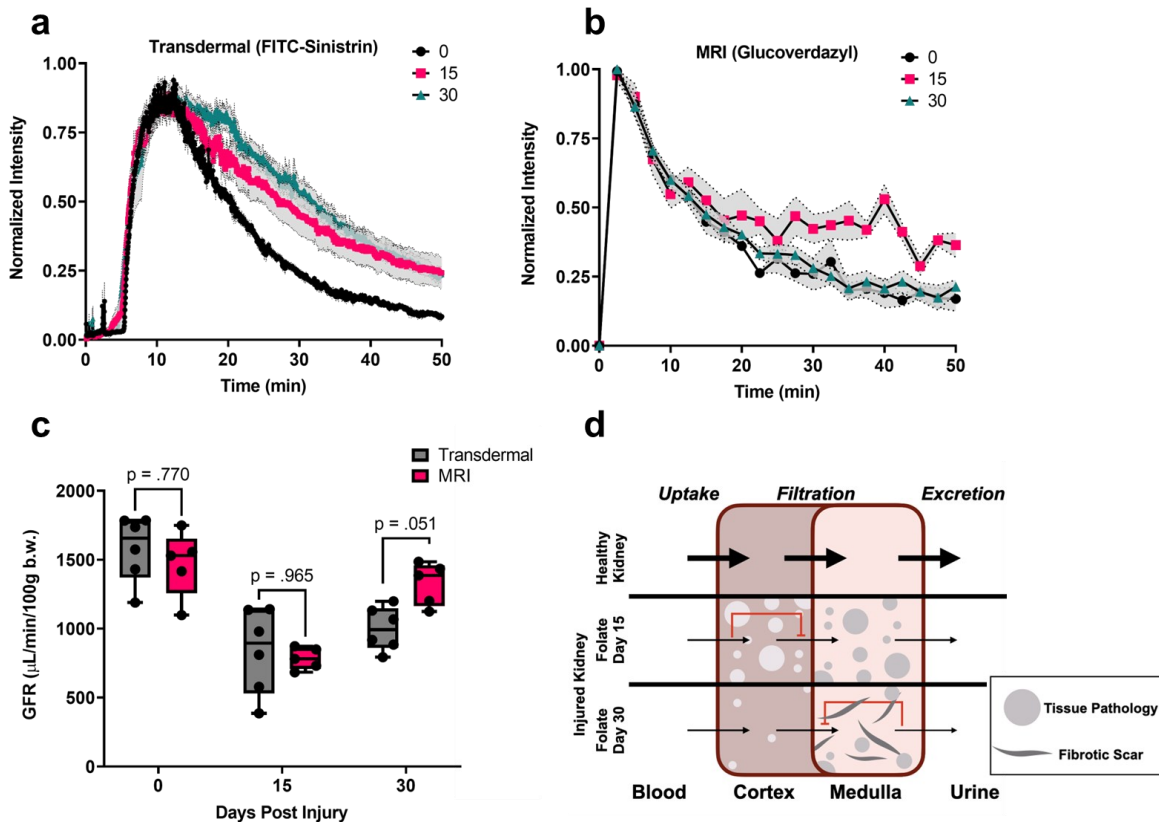 a
Transdermal (FITC-Sinistrin)
0
15
30
1.00
0.75
0.50
0.25
0.00
Normalized Intensity
0
10
20
30
40
50
Time (min)
b
MRI (Glucoverdazyl)
0
15
30
1.00
0.75
0.50
0.25
0.00
Normalized Intensity
0
10
20
30
40
50
Time (min)
c
Transdermal
MRI
p = .770
p = .965
p = .051
2000
1500
1000
500
0
GFR (μL/min/100g b.w.)
0
15
30
Days Post Injury
d
Uptake
Filtration
Excretion
Healthy
Kidney
Injured Kidney
Folate
Day 15
Folate
Day 30
Blood
Cortex
Medulla
Urine
Tissue Pathology
Fibrotic Scar